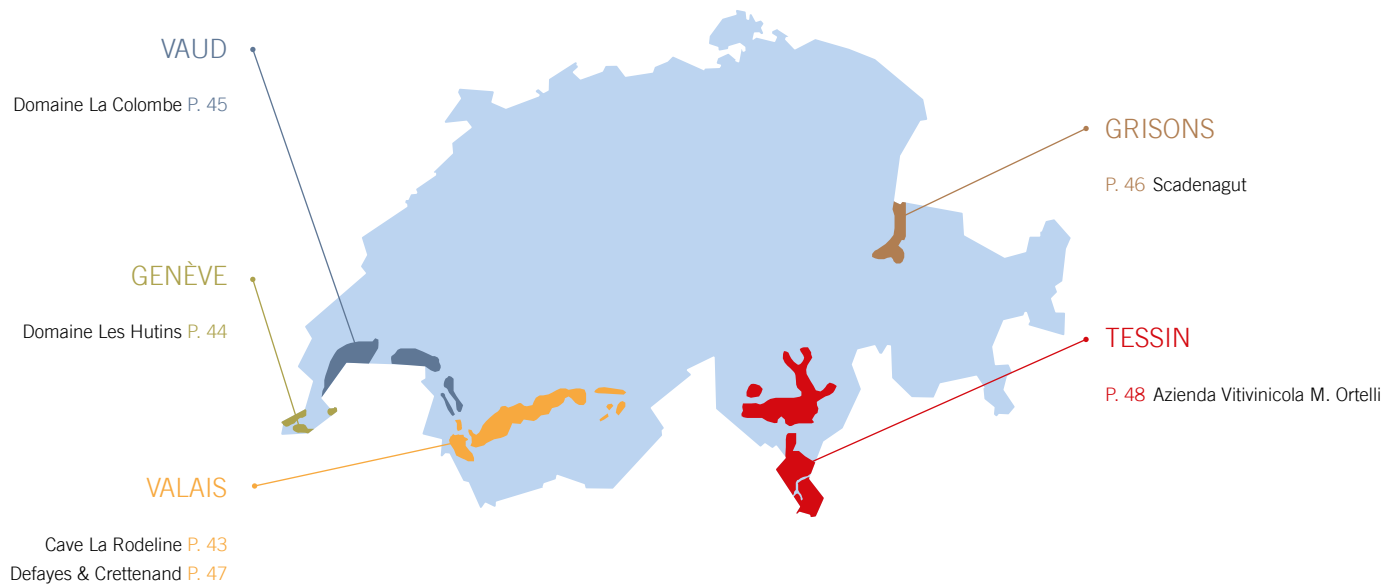 VAUD
Domaine La Colombe P. 45
GENÈVE
Domaine Les Hutins P. 44
VALAIS
Cave La Rodeline P. 43
Defayes & Crettenand P. 47
GRISONS
P. 46 Scadenagut
TESSIN
P. 48 Azienda Vitivinicola M. Ortelli